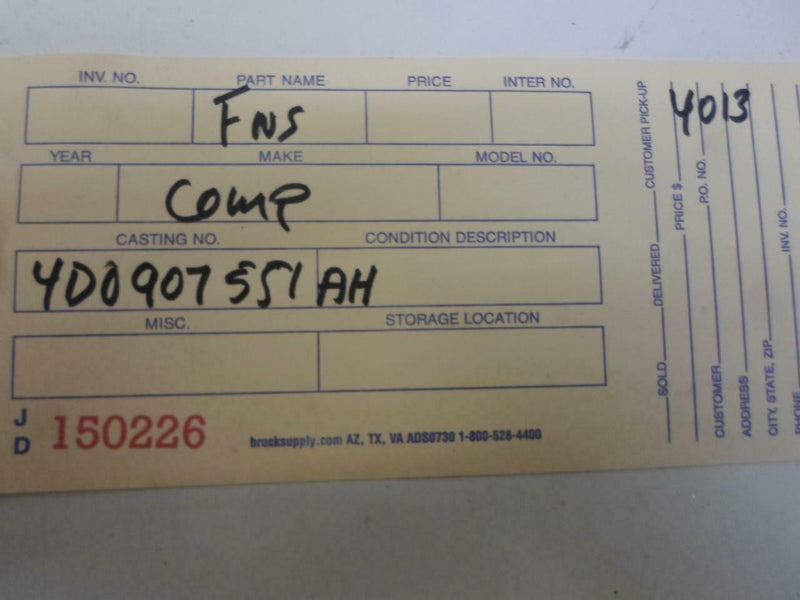 INV. NO. PART NAME PRICE INTER NO.
FNS
YEAR MAKE MODEL NO.
Comp
CASTING NO. CONDITION DESCRIPTION
4D0907551AH
MISC. STORAGE LOCATION
JD 150226 brocksupply.com AZ, TX, VA ADS0730 1-800-528-4400
SOLD DELIVERED CUSTOMER PICK-UP
PRICE $
P.O. NO.
4013
CUSTOMER
ADDRESS
CITY, STATE, ZIP
INV. NO.
PHONE